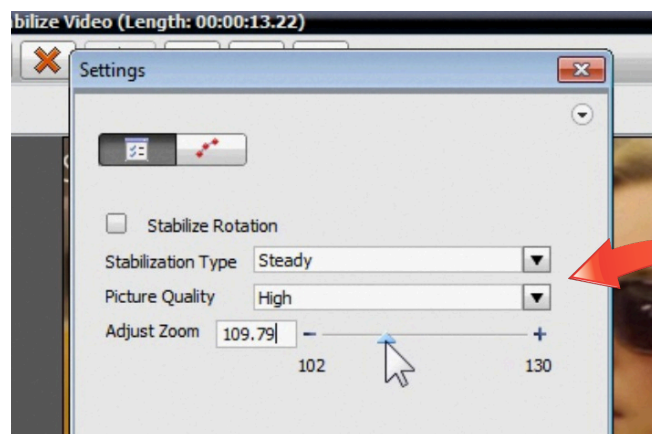 bilize Video (Length: 00:00:13.22)
Settings
Stabilize Rotation
Stabilization Type Steady
Picture Quality High
Adjust Zoom 109.79 - +
102 130